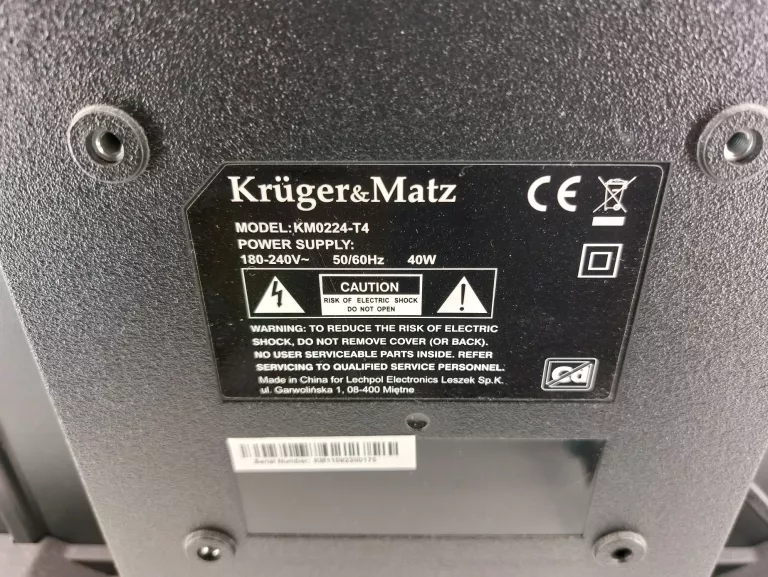 Krüger&Matz
CE
MODEL:KM0224-T4
POWER SUPPLY:
180-240V~ 50/60Hz 40W
CAUTION
RISK OF ELECTRIC SHOCK
DO NOT OPEN
WARNING: TO REDUCE THE RISK OF ELECTRIC
SHOCK, DO NOT REMOVE COVER (OR BACK).
NO USER SERVICEABLE PARTS INSIDE. REFER
SERVICING TO QUALIFIED SERVICE PERSONNEL.
Made in China for Lechpol Electronics Leszek Sp.K.
ul. Garwolińska 1, 08-400 Miętne
Serial Number: